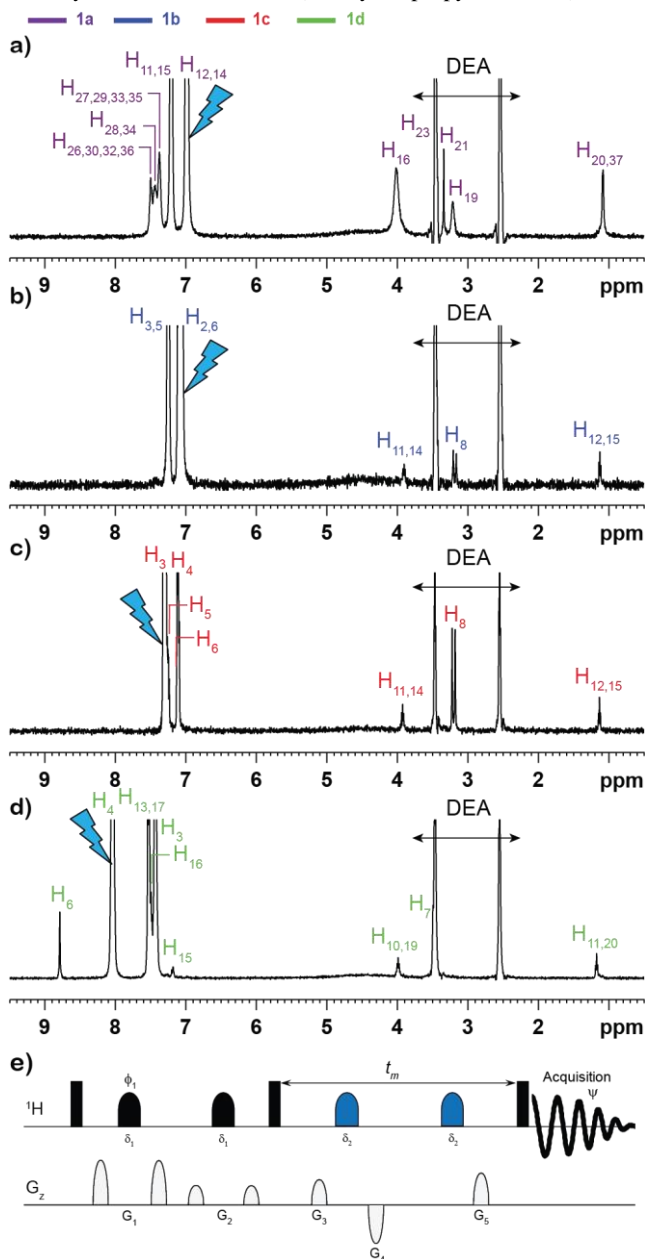 1a 1b 1c 1d
a)
H11,15 H12,14
H27,29,33,35
H28,34
H26,30,32,36
DEA
H23 H21
H16 H19 H20,37
9 8 7 6 5 4 3 2 ppm
b)
H3,5 H2,6
DEA
H11,14 H8 H12,15
9 8 7 6 5 4 3 2 ppm
c)
H3 H4
H5
H6
DEA
H8
H11,14 H12,15
9 8 7 6 5 4 3 2 ppm
d)
H4 H13,17
H3
H16
H6
H15
DEA
H7
H10,19 H11,20
9 8 7 6 5 4 3 2 ppm
e)
tm
Acquisition
ϕ1 ψ
1H
δ1 δ1 δ2 δ2
Gz
G1 G2 G3 G4 G5